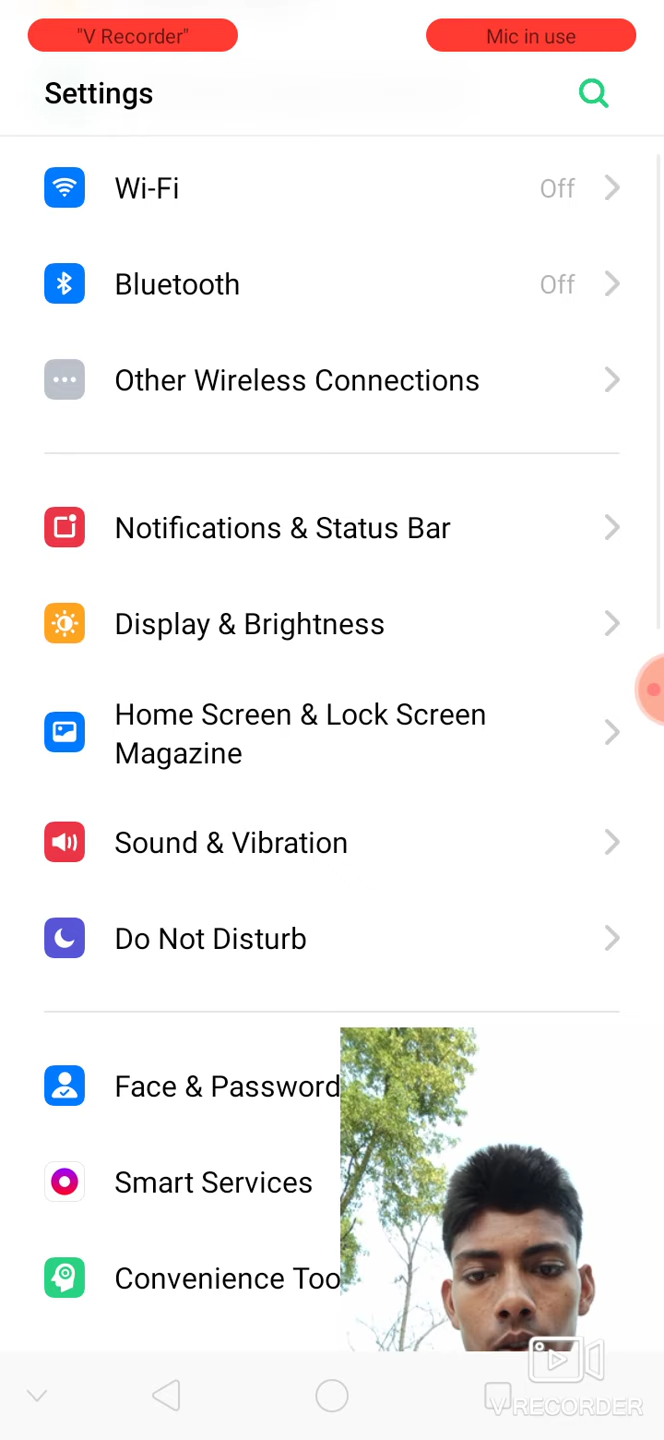 "V Recorder" Mic in use
Settings
Wi-Fi Off
Bluetooth Off
Other Wireless Connections
Notifications & Status Bar
Display & Brightness
Home Screen & Lock Screen
Magazine
Sound & Vibration
Do Not Disturb
Face & Password
Smart Services
Convenience Too
VRECORDER